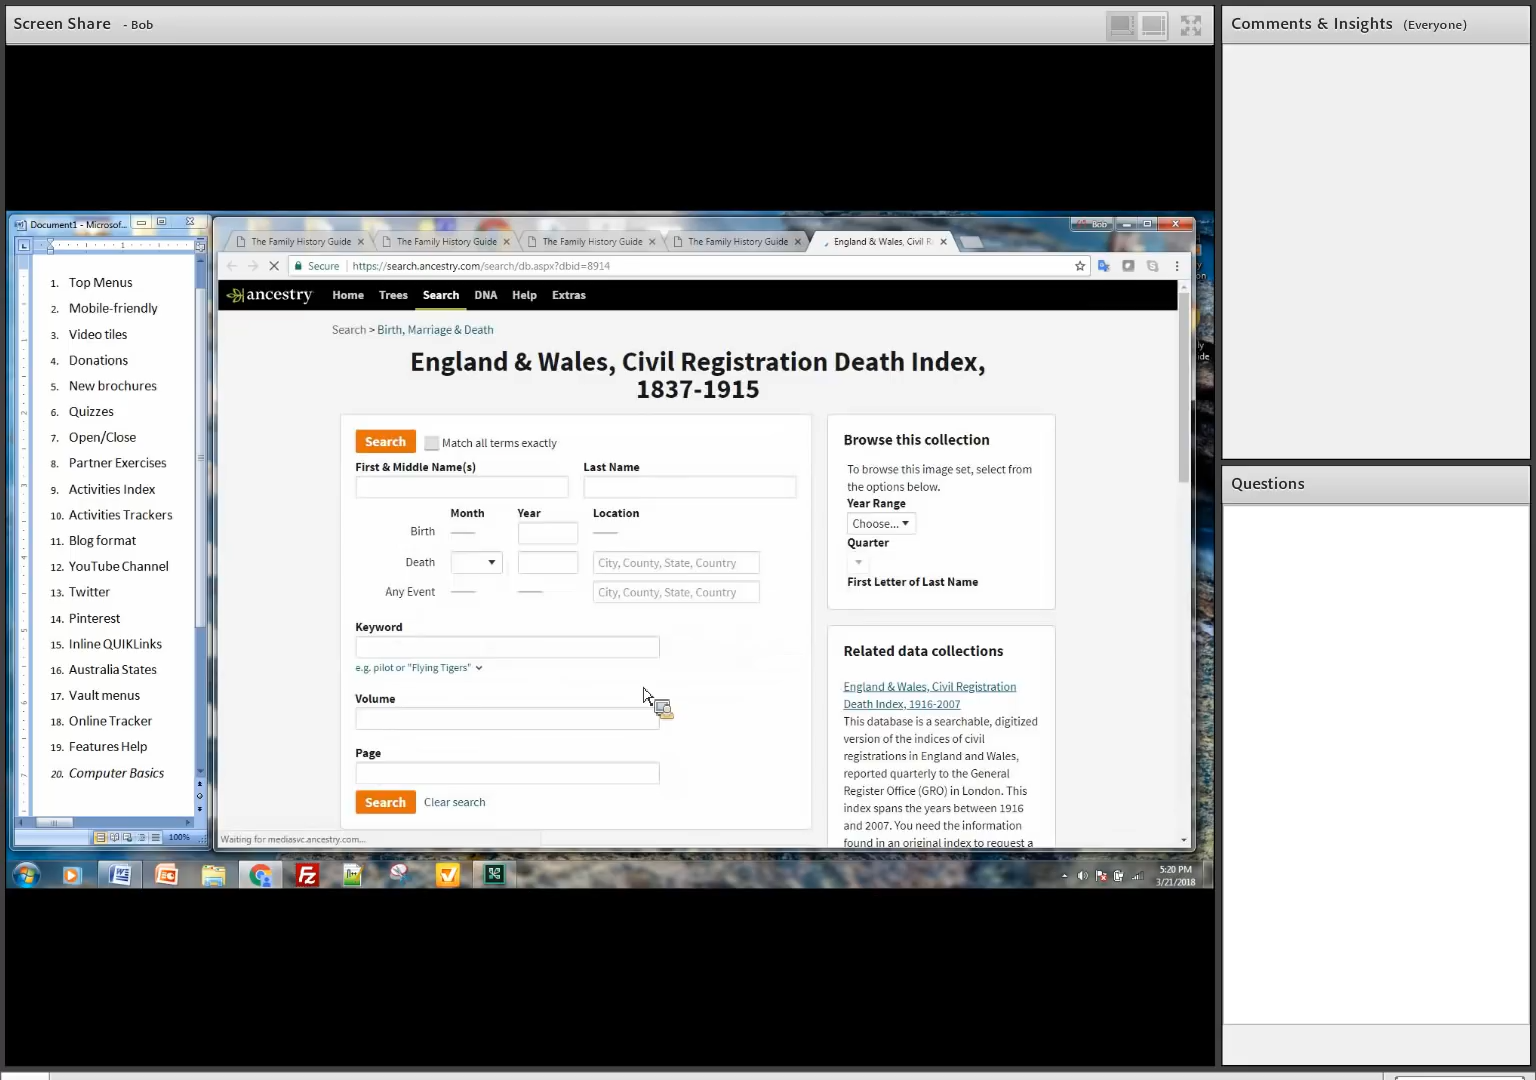 Screen Share - Bob
Comments & Insights (Everyone)
Questions
Document1 - Microsof...
1. Top Menus
2. Mobile-friendly
3. Video tiles
4. Donations
5. New brochures
6. Quizzes
7. Open/Close
8. Partner Exercises
9. Activities Index
10. Activities Trackers
11. Blog format
12. YouTube Channel
13. Twitter
14. Pinterest
15. Inline QUIKLinks
16. Australia States
17. Vault menus
18. Online Tracker
19. Features Help
20. Computer Basics
100%
Bob
The Family History Guide
The Family History Guide
The Family History Guide
The Family History Guide
England & Wales, Civil R
Secure https://search.ancestry.com/search/db.aspx?dbid=8914
ancestry Home Trees Search DNA Help Extras
Search > Birth, Marriage & Death
England & Wales, Civil Registration Death Index,
1837-1915
Search Match all terms exactly
First & Middle Name(s) Last Name
Month Year Location
Birth
Death City, County, State, Country
Any Event City, County, State, Country
Keyword
e.g. pilot or "Flying Tigers"
Volume
Page
Search Clear search
Browse this collection
To browse this image set, select from
the options below.
Year Range
Choose...
Quarter
First Letter of Last Name
Related data collections
England & Wales, Civil Registration
Death Index, 1916-2007
This database is a searchable, digitized
version of the indices of civil
registrations in England and Wales,
reported quarterly to the General
Register Office (GRO) in London. This
index spans the years between 1916
and 2007. You need the information
found in an original index to request a
Waiting for mediasvc.ancestry.com...
5:20 PM
3/21/2018